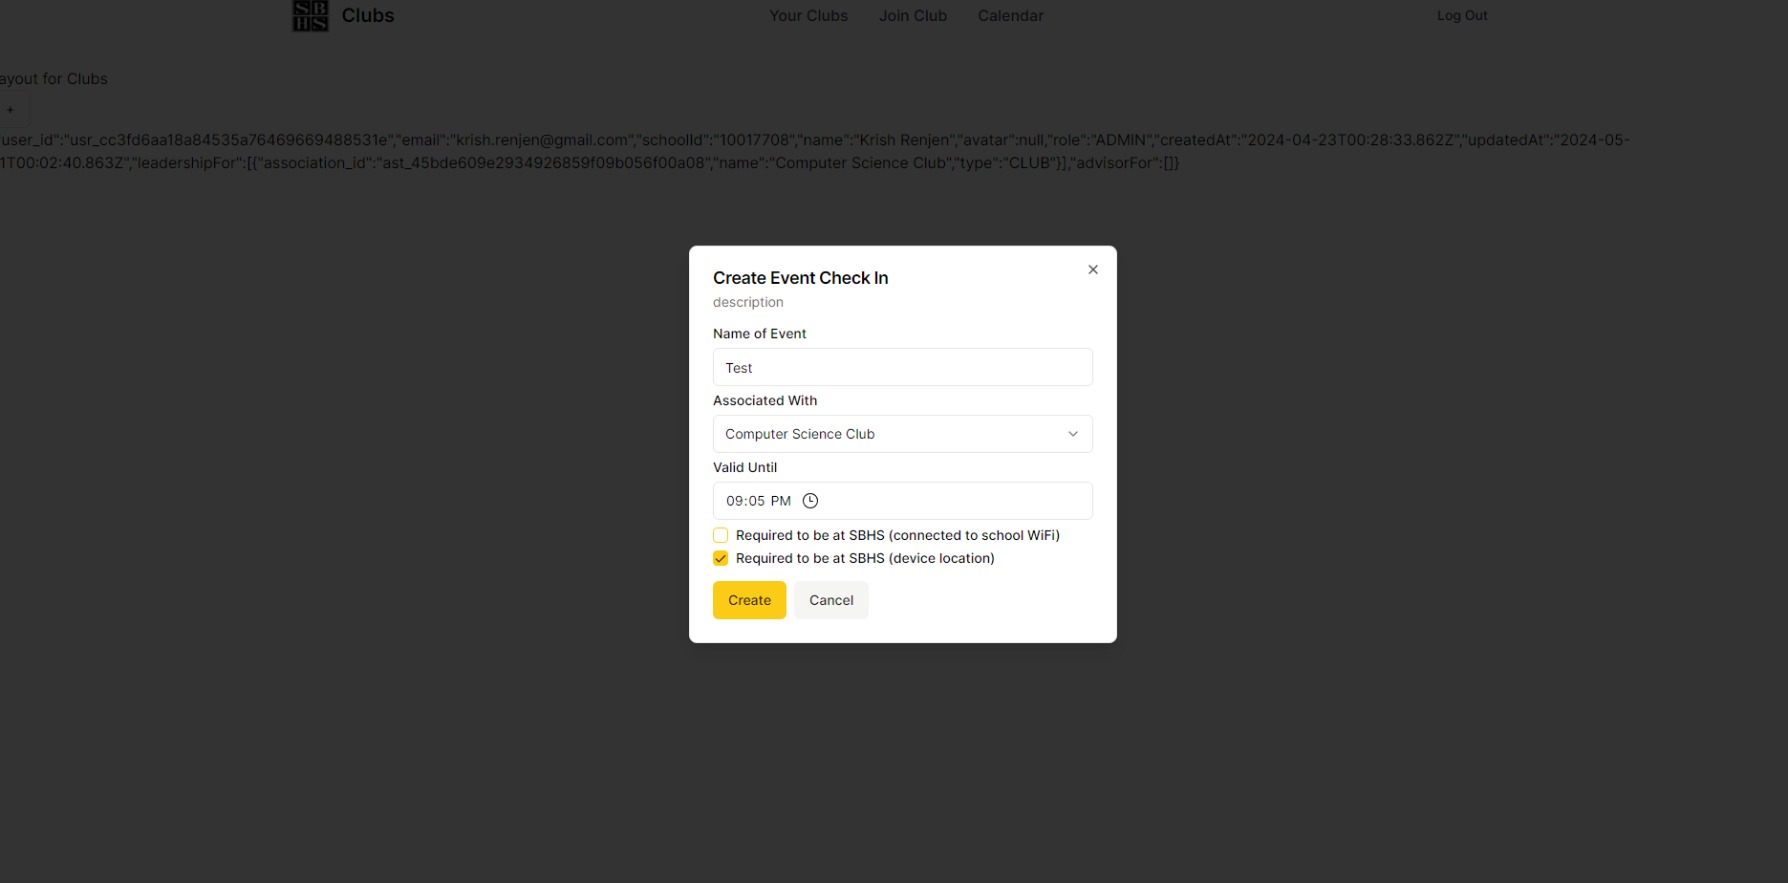 SB
HS
Clubs
Your Clubs
Join Club
Calendar
Log Out
ayout for Clubs
+
user_id":"usr_cc3fd6aa18a84535a76469669488531e","email":"krish.renjen@gmail.com","schoolId":"10017708","name":"Krish Renjen","avatar":null,"role":"ADMIN","createdAt":"2024-04-23T00:28:33.862Z","updatedAt":"2024-05-
1T00:02:40.863Z","leadershipFor":[{"association_id":"ast_45bde609e2934926859f09b056f00a08","name":"Computer Science Club","type":"CLUB"}],"advisorFor":[]}
Create Event Check In
description
Name of Event
Test
Associated With
Computer Science Club
Valid Until
09:05 PM
Required to be at SBHS (connected to school WiFi)
Required to be at SBHS (device location)
Create
Cancel